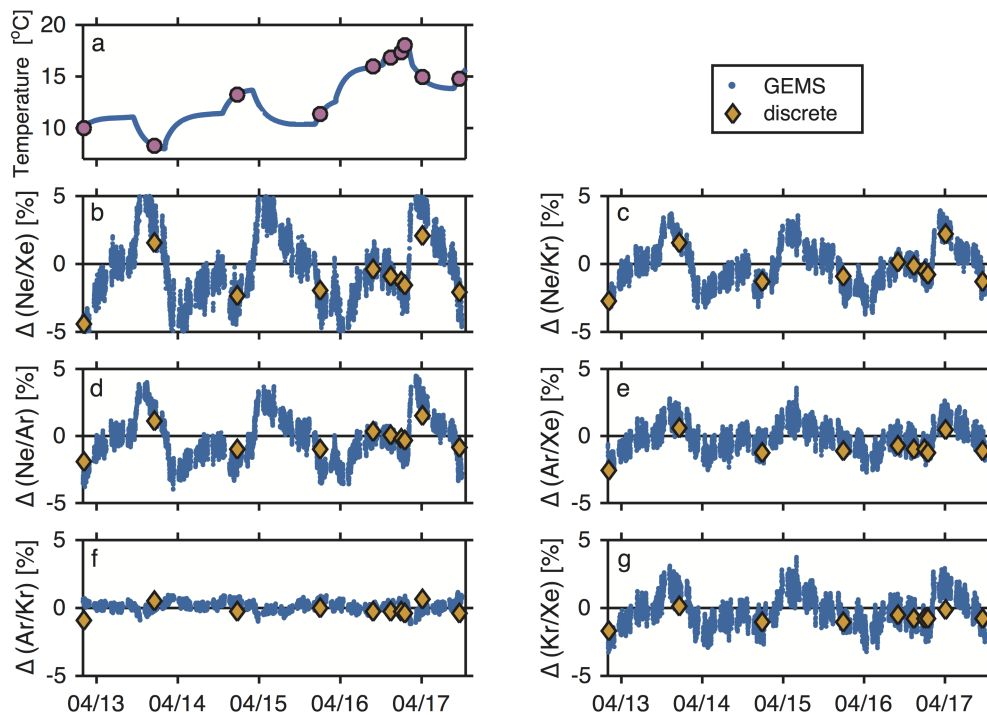 Temperature [°C]
20
15
10
a
GEMS
discrete
Δ (Ne/Xe) [%]
5
0
-5
b
Δ (Ne/Kr) [%]
5
0
-5
c
Δ (Ne/Ar) [%]
5
0
-5
d
Δ (Ar/Xe) [%]
5
0
-5
e
Δ (Ar/Kr) [%]
5
0
-5
f
04/13 04/14 04/15 04/16 04/17
Δ (Kr/Xe) [%]
5
0
-5
g
04/13 04/14 04/15 04/16 04/17